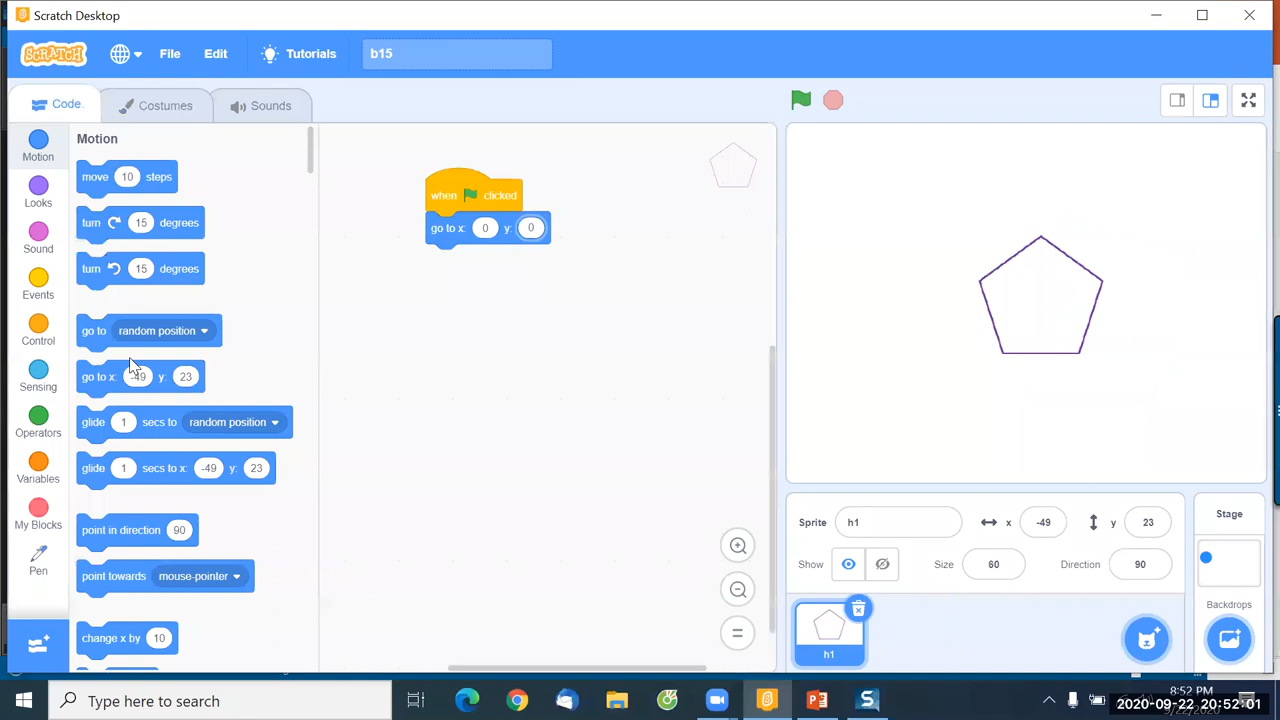 Scratch Desktop
SCRATCH
File
Edit
Tutorials
b15
Code
Costumes
Sounds
Motion
Looks
Sound
Events
Control
Sensing
Operators
Variables
My Blocks
Pen
Motion
move 10 steps
turn 15 degrees
turn 15 degrees
go to random position
go to x: -49 y: 23
glide 1 secs to random position
glide 1 secs to x: -49 y: 23
point in direction 90
point towards mouse-pointer
change x by 10
when clicked
go to x: 0 y: 0
Sprite h1 x -49 y 23
Show Size 60 Direction 90
h1
Stage
Backdrops
Type here to search
8:52 PM
2020-09-22 20:52:01